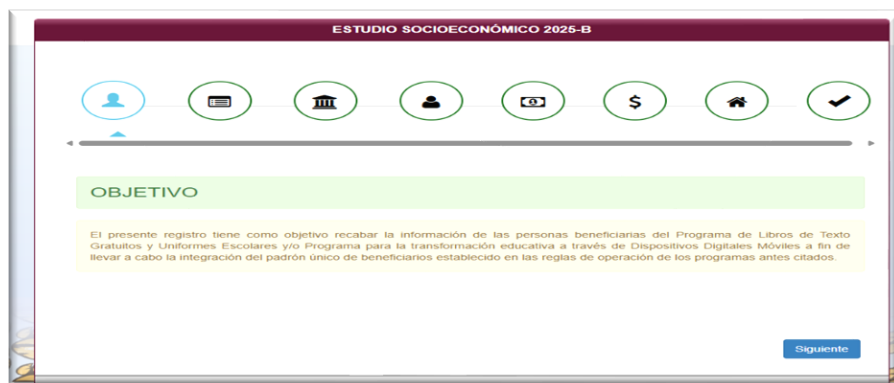 ESTUDIO SOCIOECONÓMICO 2025-B
OBJETIVO
El presente registro tiene como objetivo recabar la información de las personas beneficiarias del Programa de Libros de Texto
Gratuitos y Uniformes Escolares y/o Programa para la transformación educativa a través de Dispositivos Digitales Móviles a fin de
llevar a cabo la integración del padrón único de beneficiarios establecido en las reglas de operación de los programas antes citados.
Siguiente